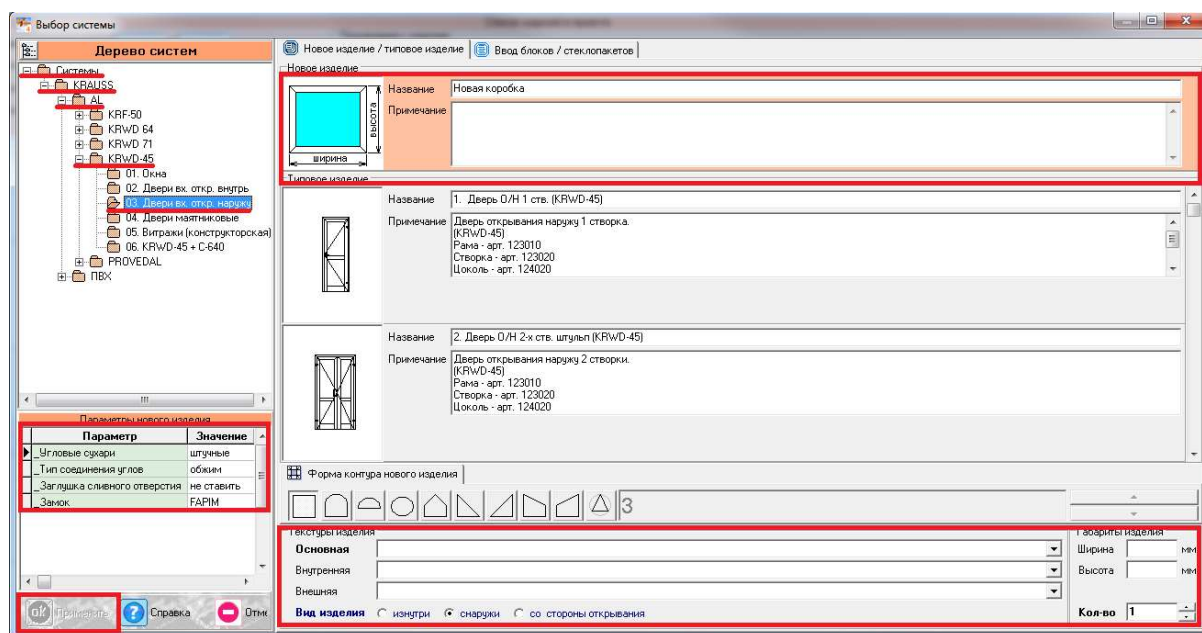 Выбор системы
Дерево систем
Системы
KRAUSS
AL
KRF-50
KRWD 64
KRWD 71
KRWD-45
01. Окна
02. Двери вх. откр. внутрь
03. Двери вх. откр. наружу
04. Двери маятниковые
05. Витражи (конструкторская)
06. KRWD-45 + C-640
PROVEDAL
ПВХ
Параметры нового изделия
Параметр Значение
_Угловые сухари штучные
_Тип соединения углов обжим
_Заглушка сливного отверстия не ставить
_Замок FAPIM
ok Применить
Справка
Отме
Новое изделие / типовое изделие
Ввод блоков / стеклопакетов
Новое изделие
высота
ширина
Название Новая коробка
Примечание
Типовое изделие
Название 1. Дверь О/Н 1 ств. (KRWD-45)
Примечание Дверь открывания наружу 1 створка.
(KRWD-45)
Рама - арт. 123010
Створка - арт. 123020
Цоколь - арт. 124020
Название 2. Дверь О/Н 2-х ств. штульп (KRWD-45)
Примечание Дверь открывания наружу 2 створки.
(KRWD-45)
Рама - арт. 123010
Створка - арт. 123020
Цоколь - арт. 124020
Форма контура нового изделия
3
Текстуры изделия
Основная
Внутренняя
Внешняя
Вид изделия изнутри снаружи со стороны открывания
Габариты изделия
Ширина мм
Высота мм
Кол-во 1